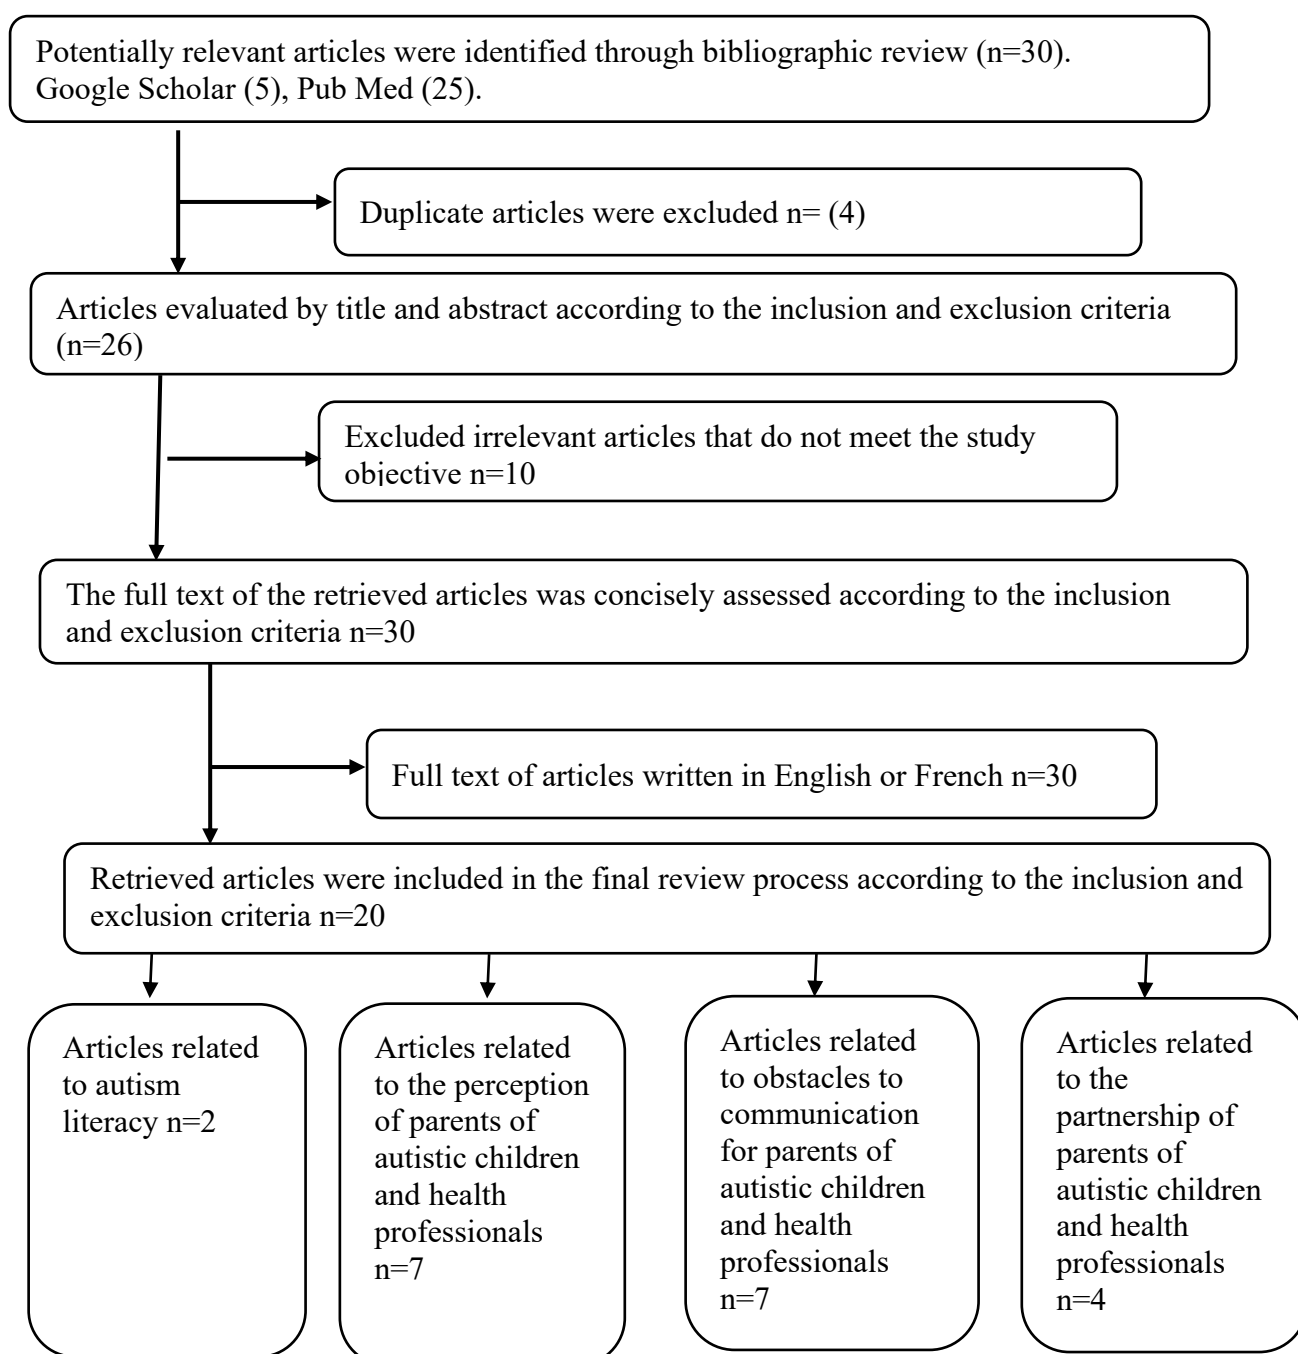 Potentially relevant articles were identified through bibliographic review (n=30).
Google Scholar (5), Pub Med (25).
Duplicate articles were excluded n= (4)
Articles evaluated by title and abstract according to the inclusion and exclusion criteria
(n=26)
Excluded irrelevant articles that do not meet the study
objective n=10
The full text of the retrieved articles was concisely assessed according to the inclusion
and exclusion criteria n=30
Full text of articles written in English or French n=30
Retrieved articles were included in the final review process according to the inclusion and
exclusion criteria n=20
Articles related
to autism
literacy n=2
Articles related
to the perception
of parents of
autistic children
and health
professionals
n=7
Articles related
to obstacles to
communication
for parents of
autistic children
and health
professionals
n=7
Articles related
to the
partnership of
parents of
autistic children
and health
professionals
n=4